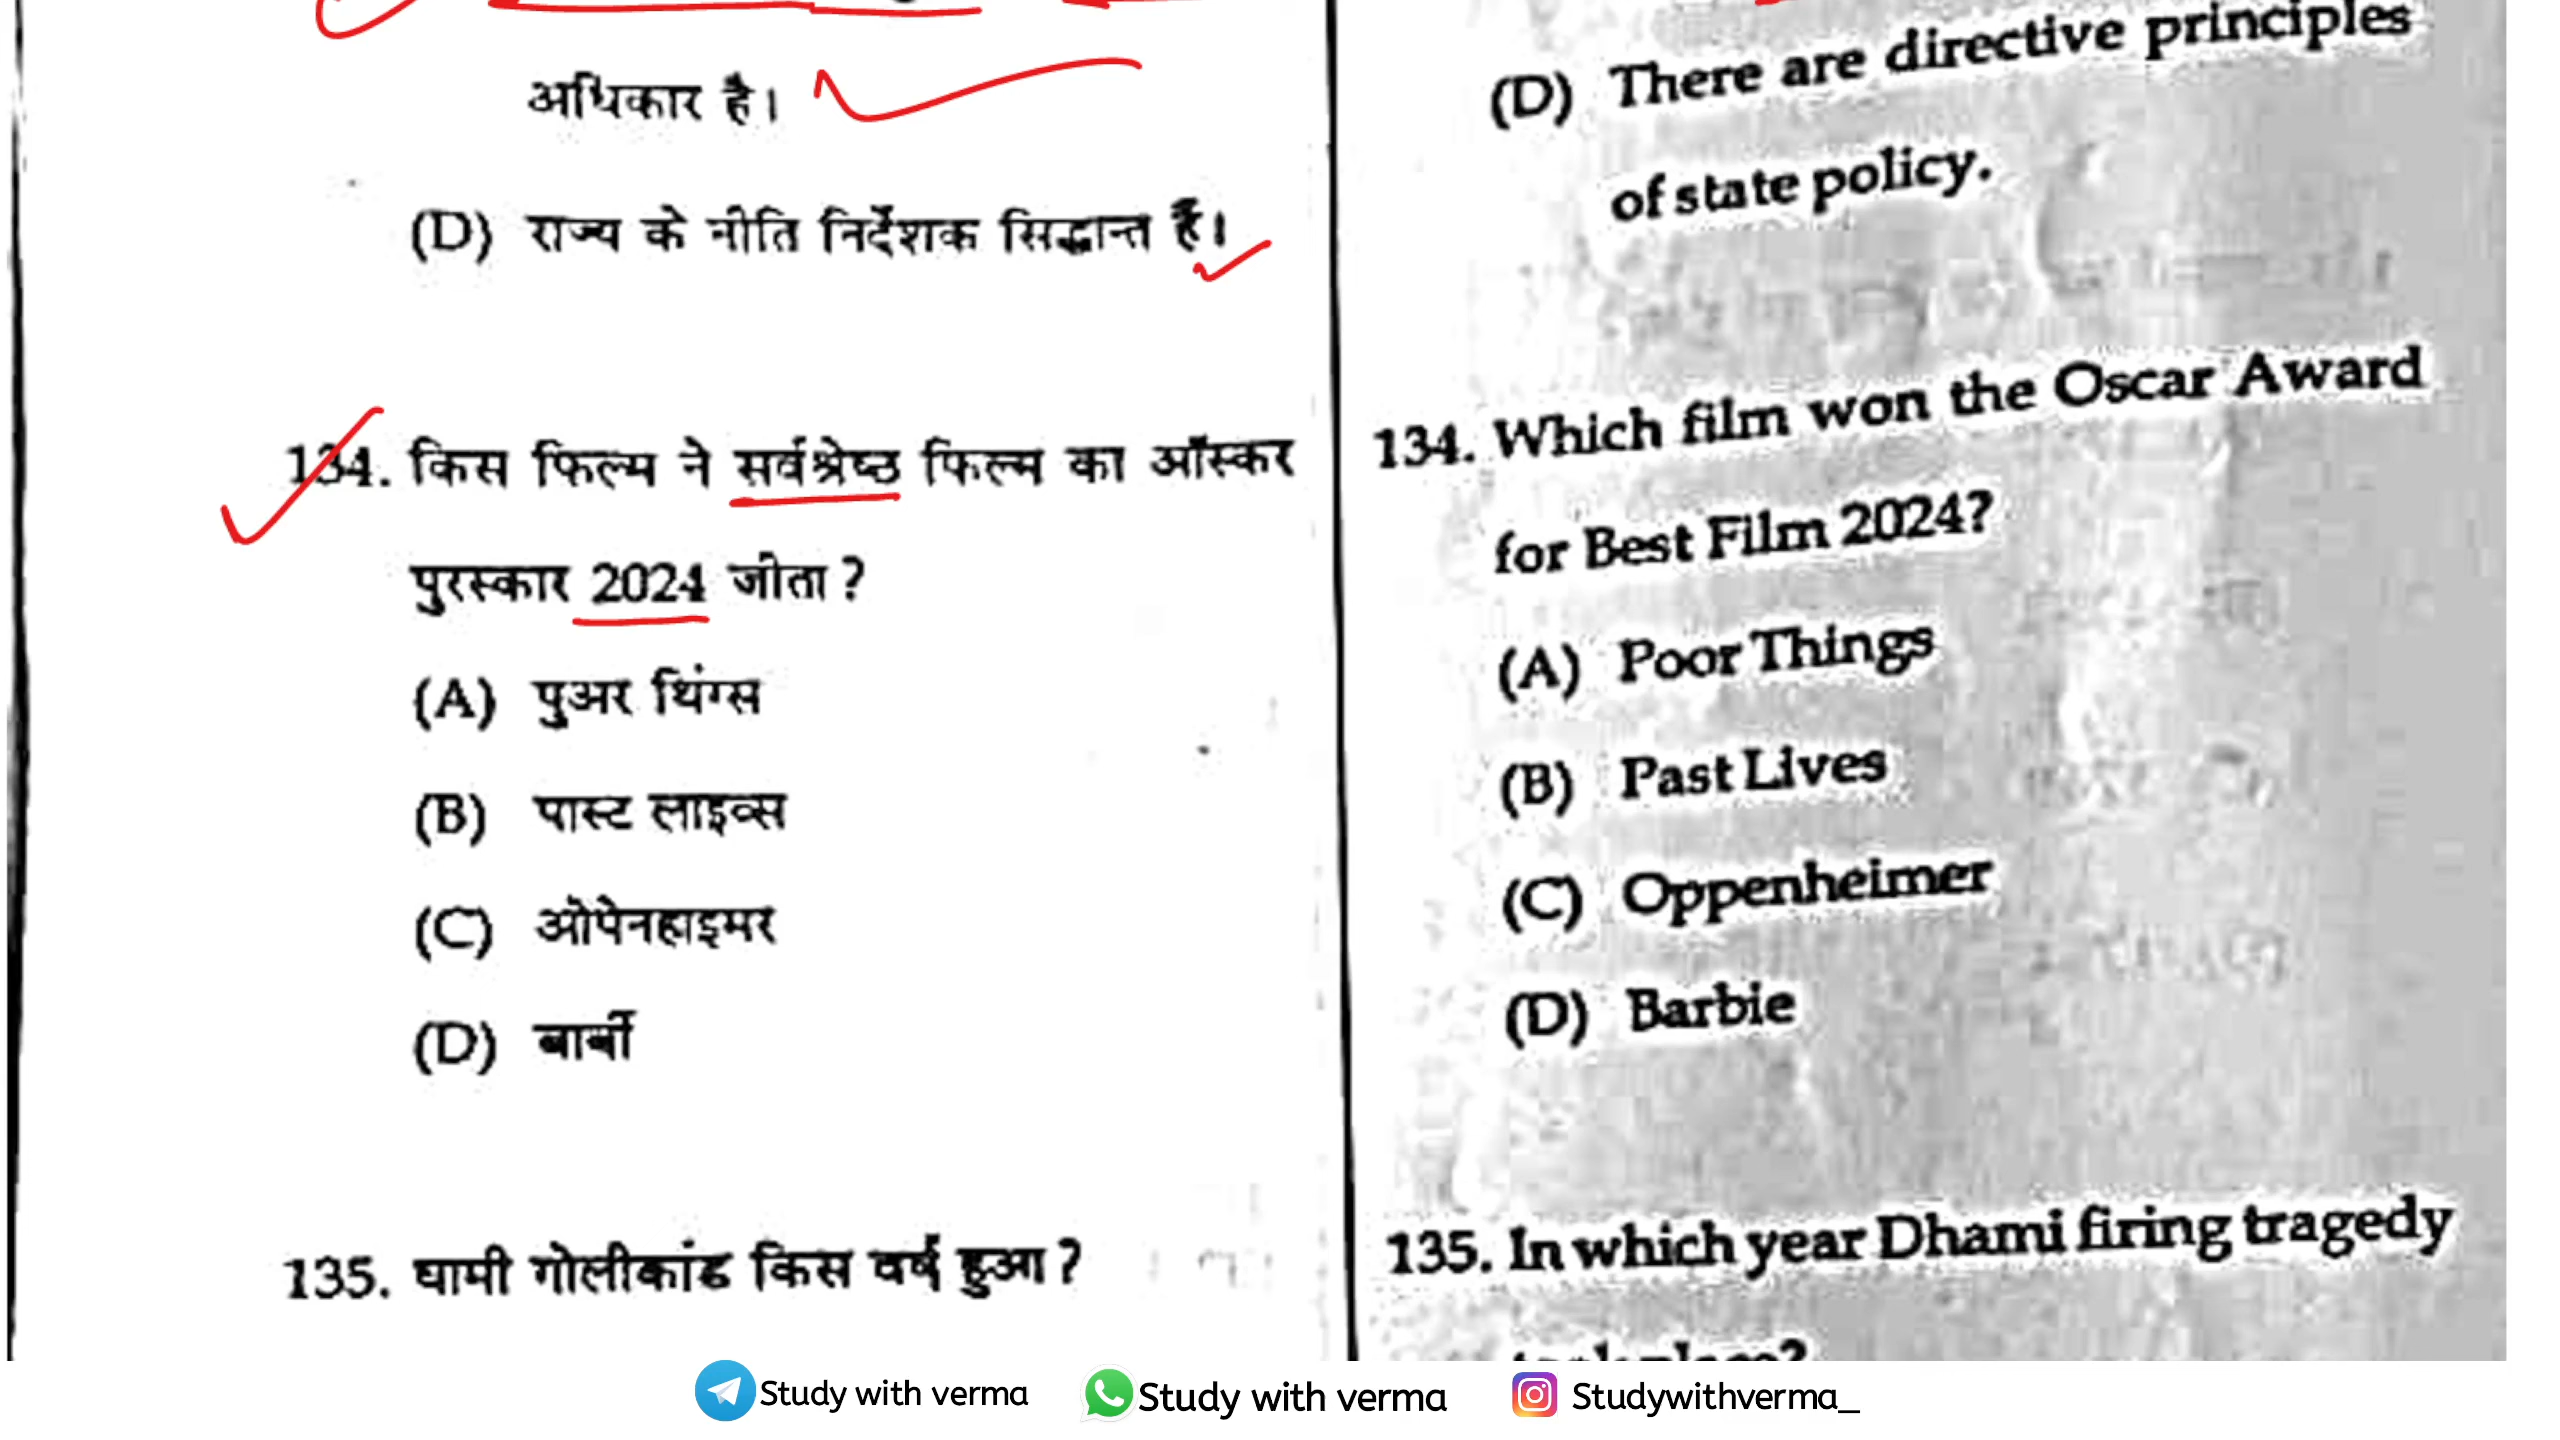 अधिकार है।
(D) राज्य के नीति निर्देशक सिद्धान्त हैं।
134. किस फिल्म ने सर्वश्रेष्ठ फिल्म का ऑस्कर
पुरस्कार 2024 जीता ?
(A) पुअर थिंग्स
(B) पास्ट लाइव्स
(C) ओपेनहाइमर
(D) बार्बी
135. धामी गोलीकांड किस वर्ष हुआ ?
(D) There are directive principles
of state policy.
134. Which film won the Oscar Award
for Best Film 2024?
(A) Poor Things
(B) Past Lives
(C) Oppenheimer
(D) Barbie
135. In which year Dhami firing tragedy
Study with verma
Study with verma
Studywithverma_